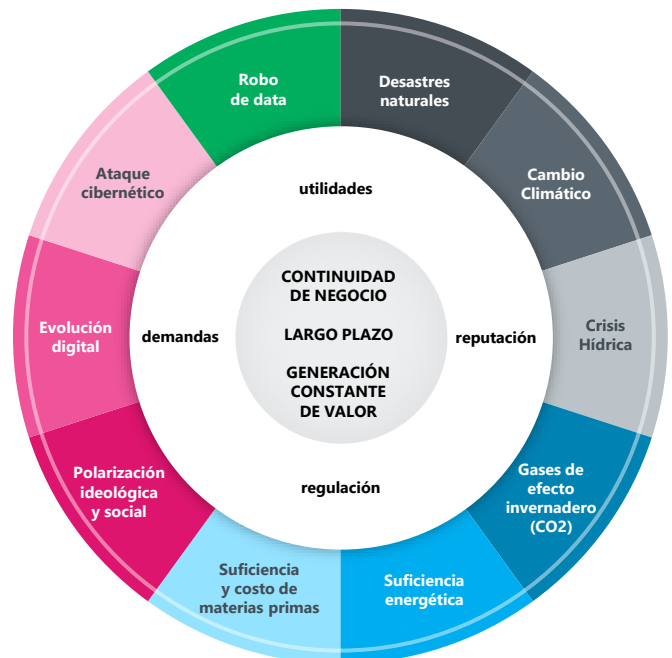 Robo
de data
Desastres
naturales
Cambio
Climático
Crisis
Hídrica
Gases de
efecto
invernadero
(CO2)
Suficiencia
energética
Suficiencia
y costo de
materias primas
Polarización
ideológica
y social
Evolución
digital
Ataque
cibernético
utilidades
reputación
regulación
demandas
CONTINUIDAD
DE NEGOCIO
LARGO PLAZO
GENERACIÓN
CONSTANTE
DE VALOR